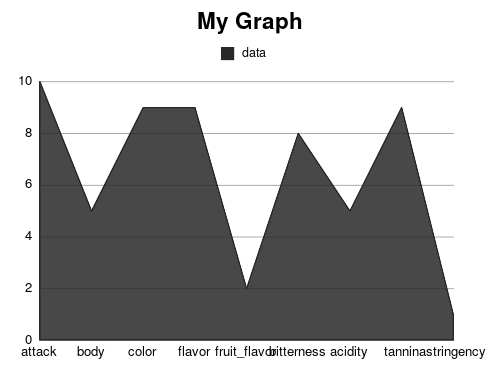 My Graph
data
10
8
6
4
2
0
attack body color flavor fruit_flavor bitterness acidity tannin astringency